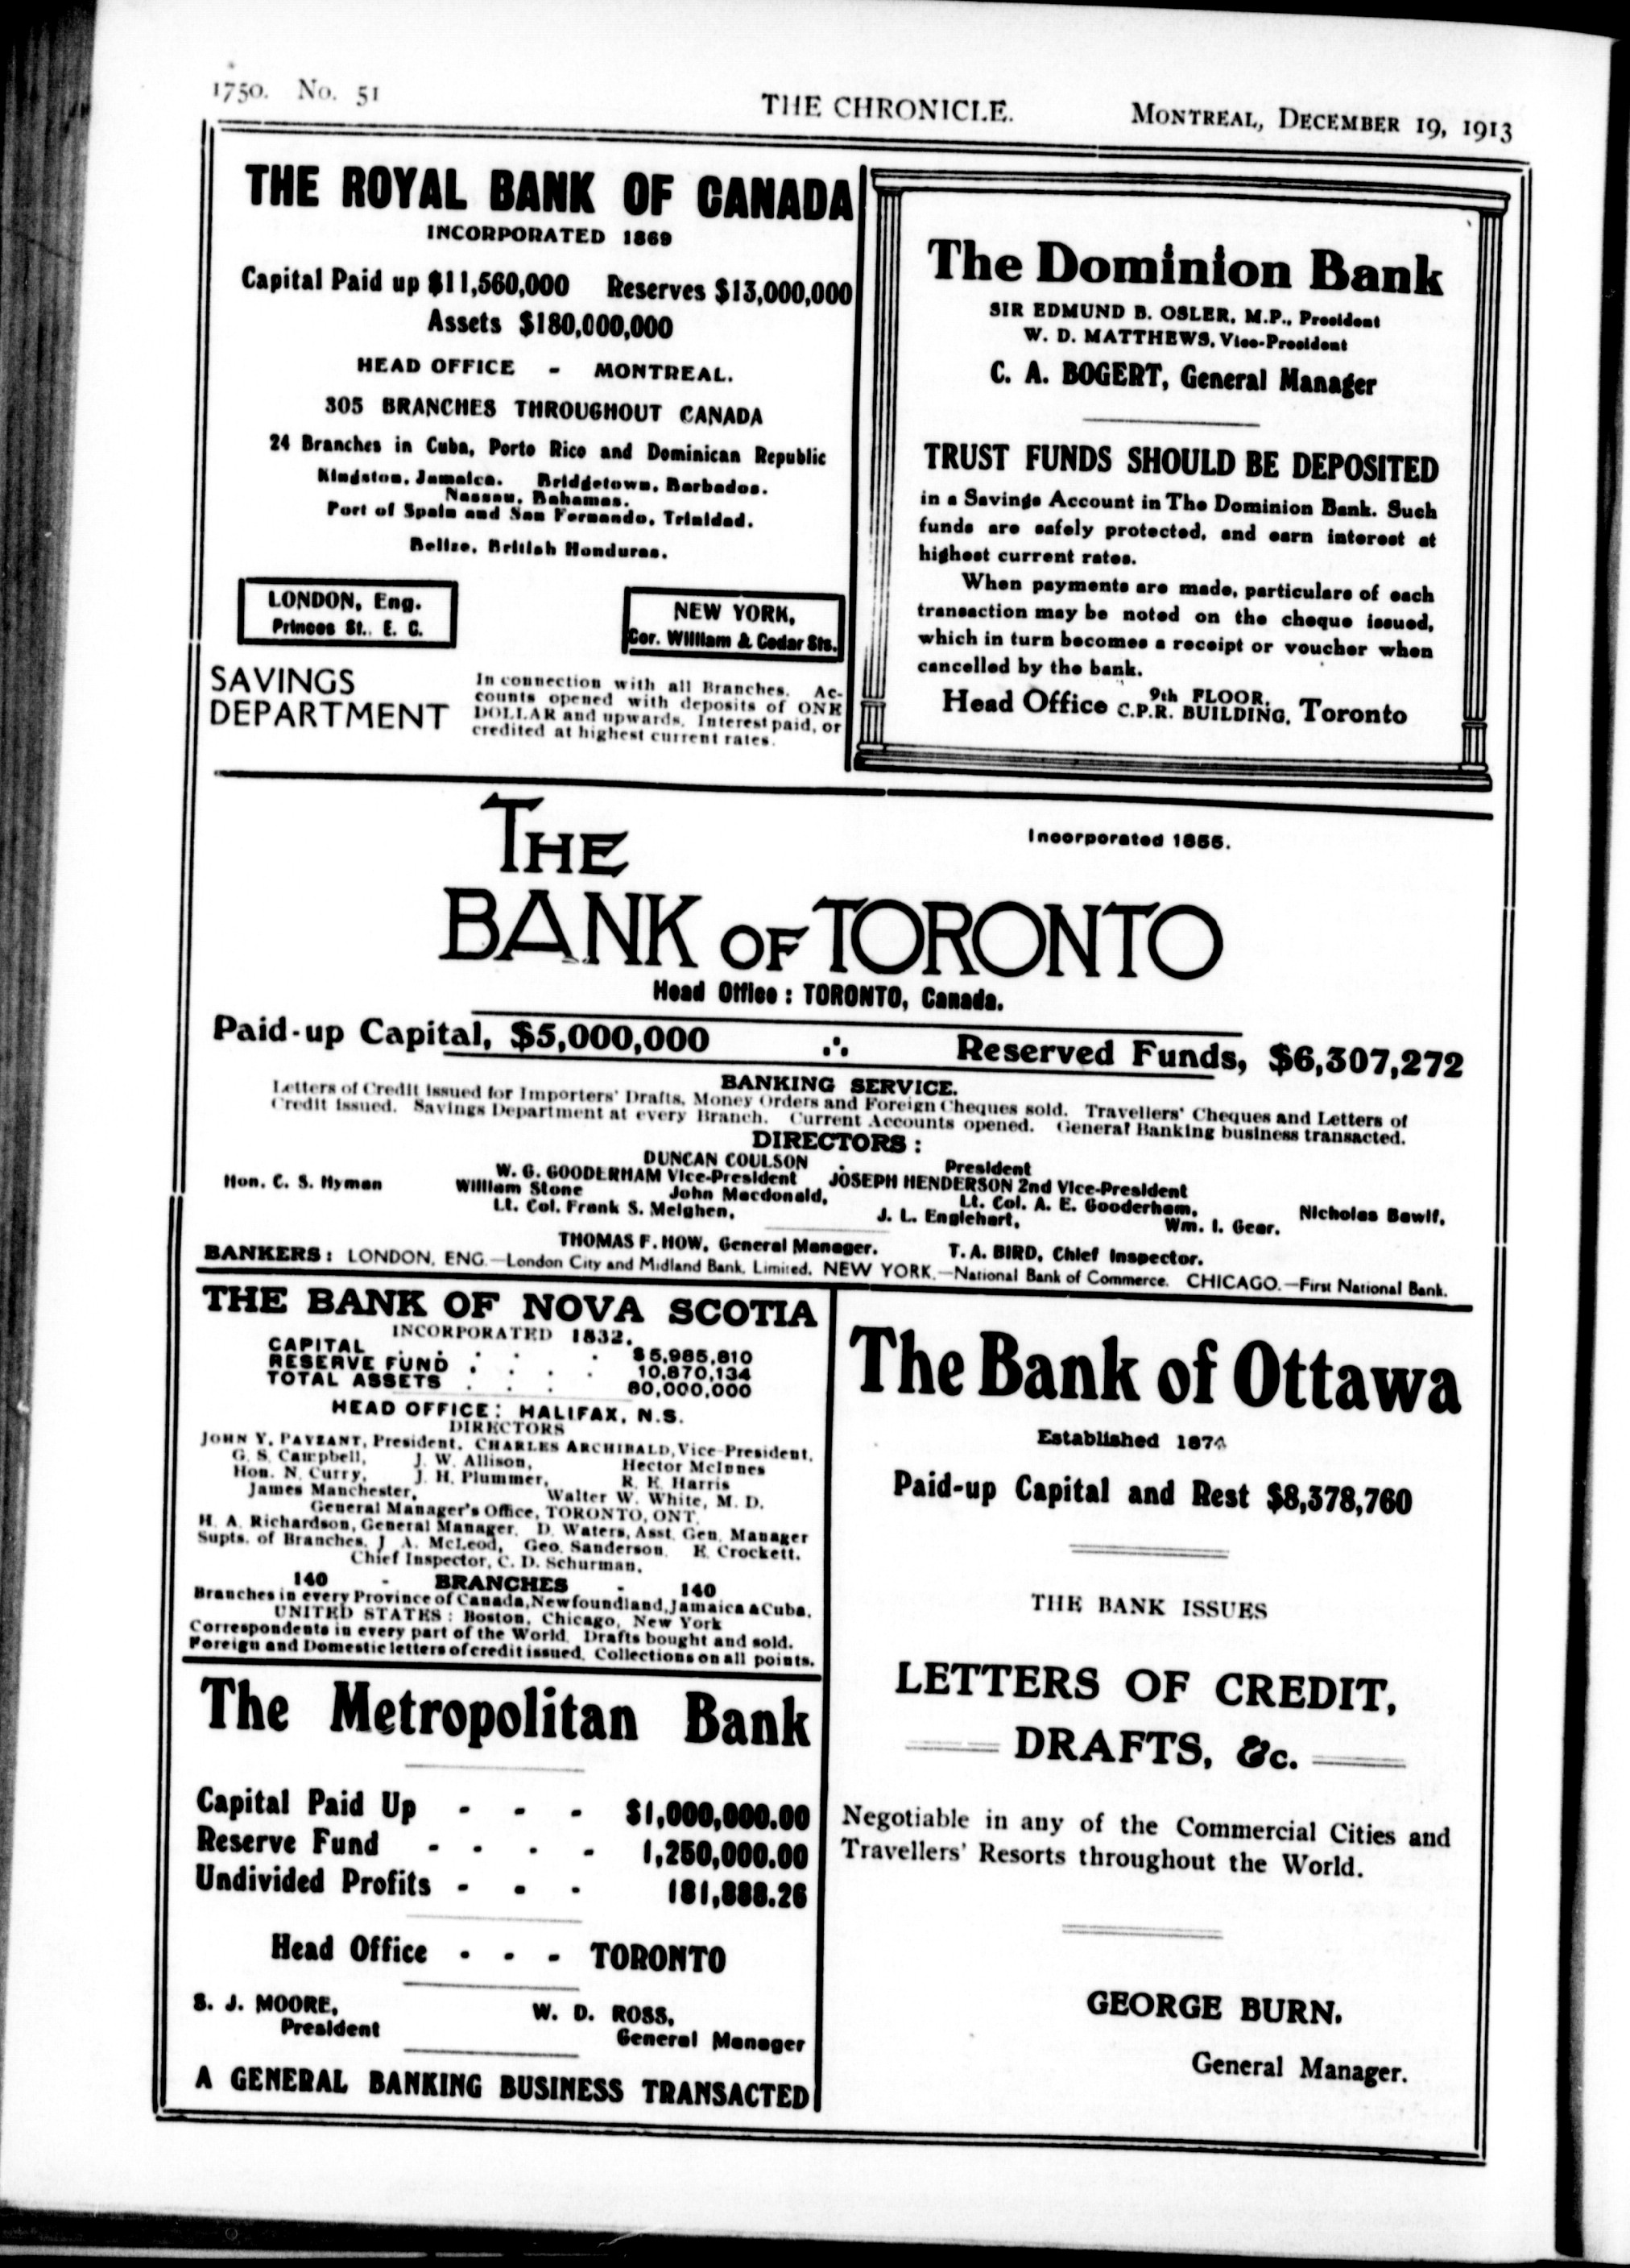 1750. No. 51
THE CHRONICLE.
MONTREAL, DECEMBER 19, 1913
THE ROYAL BANK OF CANADA
INCORPORATED 1869
Capital Paid up $11,560,000 Reserves $13,000,000
Assets $180,000,000
HEAD OFFICE - MONTREAL.
305 BRANCHES THROUGHOUT CANADA
24 Branches in Cuba, Porto Rico and Dominican Republic
Kingston, Jamaica. Bridgetown, Barbados.
Nassau, Bahamas.
Port of Spain and San Fernando, Trinidad.
Belize, British Honduras.
LONDON, Eng.
Princes St., E. C.
NEW YORK,
Cor. William & Cedar Sts.
SAVINGS
DEPARTMENT
In connection with all Branches. Ac-
counts opened with deposits of ONE
DOLLAR and upwards. Interest paid, or
credited at highest current rates.
The Dominion Bank
SIR EDMUND B. OSLER, M.P., President
W. D. MATTHEWS, Vice-President
C. A. BOGERT, General Manager
TRUST FUNDS SHOULD BE DEPOSITED
in a Savings Account in The Dominion Bank. Such
funds are safely protected, and earn interest at
highest current rates.
When payments are made, particulars of each
transaction may be noted on the cheque issued,
which in turn becomes a receipt or voucher when
cancelled by the bank.
Head Office 9th FLOOR, C.P.R. BUILDING, Toronto
THE
Incorporated 1855.
BANK OF TORONTO
Head Office : TORONTO, Canada.
Paid-up Capital, $5,000,000 ∴ Reserved Funds, $6,307,272
BANKING SERVICE.
Letters of Credit issued for Importers' Drafts, Money Orders and Foreign Cheques sold. Travellers' Cheques and Letters of
Credit issued. Savings Department at every Branch. Current Accounts opened. General Banking business transacted.
DIRECTORS :
DUNCAN COULSON . President
W. G. GOODERHAM Vice-President JOSEPH HENDERSON 2nd Vice-President
Hon. C. S. Hyman William Stone John Macdonald, Lt. Col. A. E. Gooderham, Nicholas Bawlf,
Lt. Col. Frank S. Meighen, J. L. Englehart, Wm. I. Gear.
THOMAS F. HOW, General Manager. T. A. BIRD, Chief Inspector.
BANKERS : LONDON, ENG.—London City and Midland Bank, Limited. NEW YORK.—National Bank of Commerce. CHICAGO.—First National Bank.
THE BANK OF NOVA SCOTIA
INCORPORATED 1832.
CAPITAL . . . . $5,985,810
RESERVE FUND . . . . 10,870,134
TOTAL ASSETS . . . 80,000,000
HEAD OFFICE: HALIFAX, N.S.
DIRECTORS
JOHN Y. PAYZANT, President. CHARLES ARCHIBALD, Vice President.
G. S. Campbell, J. W. Allison, Hector McInnes
Hon. N. Curry, J. H. Plummer, R. E. Harris
James Manchester, Walter W. White, M. D.
General Manager's Office, TORONTO, ONT.
H. A. Richardson, General Manager. D. Waters, Asst. Gen. Manager
Supts. of Branches. J. A. McLeod, Geo. Sanderson. E. Crockett.
Chief Inspector, C. D. Schurman.
140 - BRANCHES - 140
Branches in every Province of Canada, Newfoundland, Jamaica & Cuba.
UNITED STATES : Boston, Chicago, New York
Correspondents in every part of the World. Drafts bought and sold.
Foreign and Domestic letters of credit issued. Collections on all points.
The Metropolitan Bank
Capital Paid Up - - - $1,000,000.00
Reserve Fund - - - - 1,250,000.00
Undivided Profits - - - 181,888.26
Head Office - - - TORONTO
S. J. MOORE,
President
W. D. ROSS,
General Manager
A GENERAL BANKING BUSINESS TRANSACTED
The Bank of Ottawa
Established 1874
Paid-up Capital and Rest $8,378,760
THE BANK ISSUES
LETTERS OF CREDIT,
DRAFTS, &c.
Negotiable in any of the Commercial Cities and
Travellers' Resorts throughout the World.
GEORGE BURN,
General Manager.